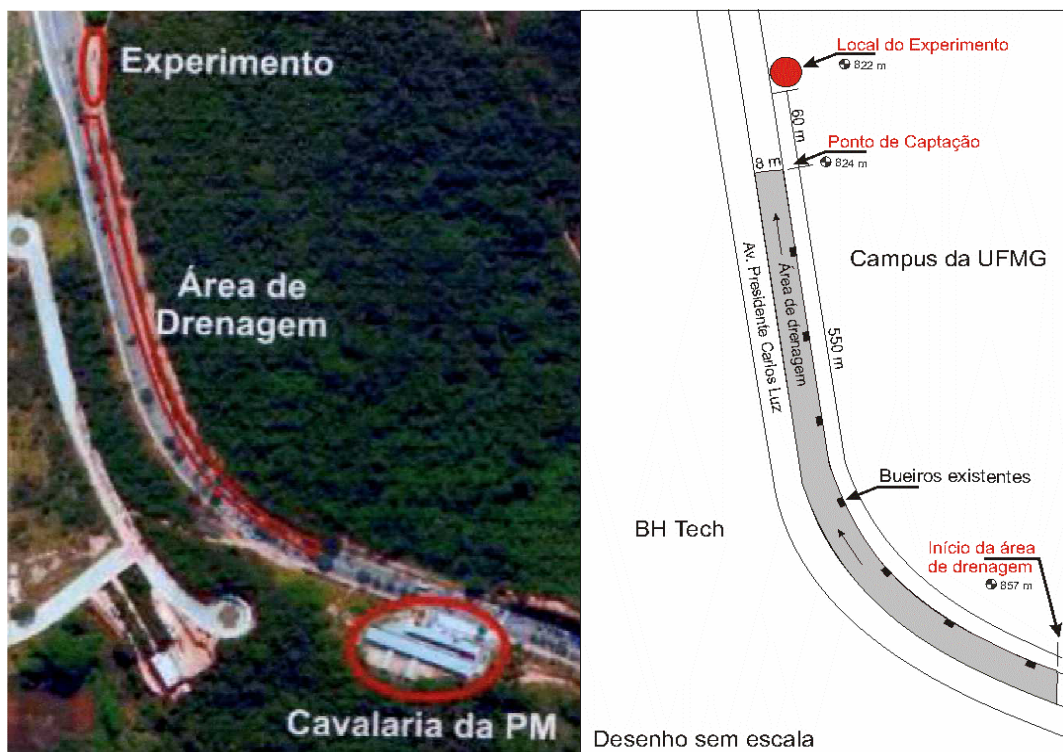 Experimento
Área de
Drenagem
Cavalaria da PM
Local do Experimento
822 m
60 m
Ponto de Captação
8 m
824 m
Campus da UFMG
Av. Presidente Carlos Luz
Área de drenagem
550 m
Bueiros existentes
BH Tech
Início da área
de drenagem
857 m
Desenho sem escala